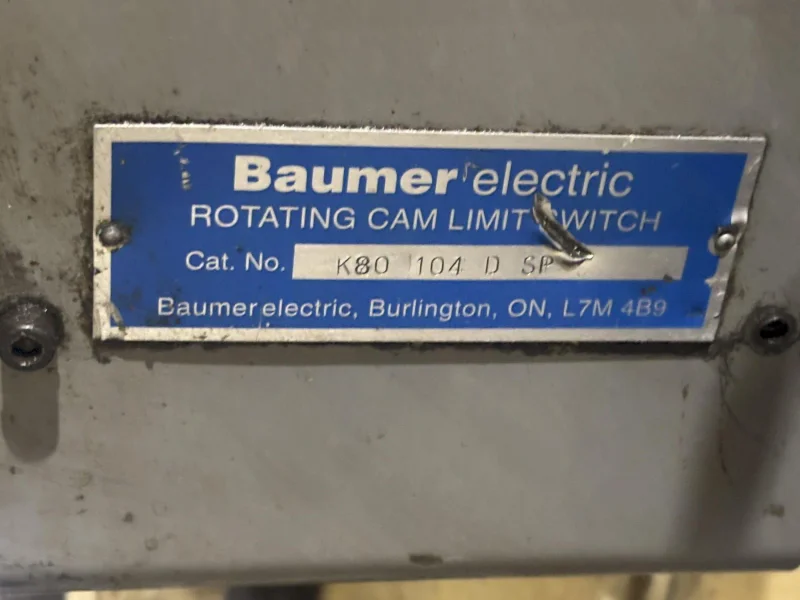 Baumer electric
ROTATING CAM LIMIT SWITCH
Cat. No. K80 104 D SP
Baumer electric, Burlington, ON, L7M 4B9